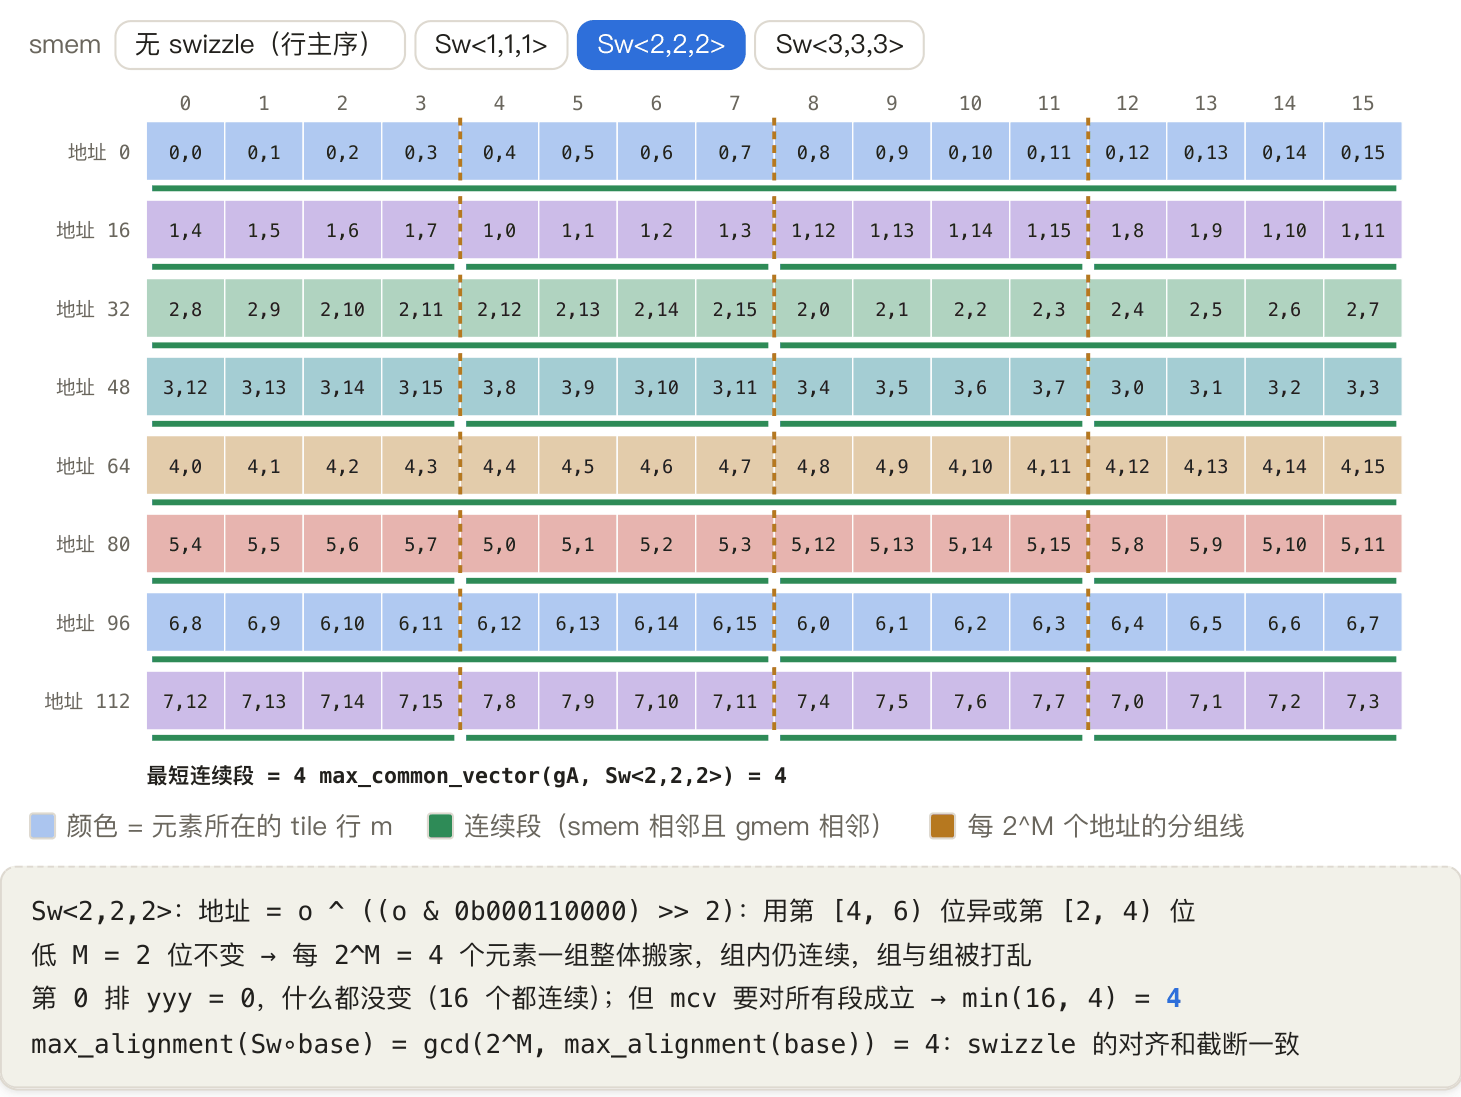 smem 无 swizzle（行主序） Sw<1,1,1> Sw<2,2,2> Sw<3,3,3>
0 1 2 3 4 5 6 7 8 9 10 11 12 13 14 15
地址 0 0,0 0,1 0,2 0,3 0,4 0,5 0,6 0,7 0,8 0,9 0,10 0,11 0,12 0,13 0,14 0,15
地址 16 1,4 1,5 1,6 1,7 1,0 1,1 1,2 1,3 1,12 1,13 1,14 1,15 1,8 1,9 1,10 1,11
地址 32 2,8 2,9 2,10 2,11 2,12 2,13 2,14 2,15 2,0 2,1 2,2 2,3 2,4 2,5 2,6 2,7
地址 48 3,12 3,13 3,14 3,15 3,8 3,9 3,10 3,11 3,4 3,5 3,6 3,7 3,0 3,1 3,2 3,3
地址 64 4,0 4,1 4,2 4,3 4,4 4,5 4,6 4,7 4,8 4,9 4,10 4,11 4,12 4,13 4,14 4,15
地址 80 5,4 5,5 5,6 5,7 5,0 5,1 5,2 5,3 5,12 5,13 5,14 5,15 5,8 5,9 5,10 5,11
地址 96 6,8 6,9 6,10 6,11 6,12 6,13 6,14 6,15 6,0 6,1 6,2 6,3 6,4 6,5 6,6 6,7
地址 112 7,12 7,13 7,14 7,15 7,8 7,9 7,10 7,11 7,4 7,5 7,6 7,7 7,0 7,1 7,2 7,3
最短连续段 = 4 max_common_vector(gA, Sw<2,2,2>) = 4
颜色 = 元素所在的 tile 行 m 连续段（smem 相邻且 gmem 相邻） 每 2^M 个地址的分组线
Sw<2,2,2>: 地址 = o ^ ((o & 0b000110000) >> 2): 用第 [4, 6) 位异或第 [2, 4) 位
低 M = 2 位不变 → 每 2^M = 4 个元素一组整体搬家，组内仍连续，组与组被打乱
第 0 排 yyy = 0，什么都没变（16 个都连续）；但 mcv 要对所有段成立 → min(16, 4) = 4
max_alignment(Sw∘base) = gcd(2^M, max_alignment(base)) = 4: swizzle 的对齐和截断一致